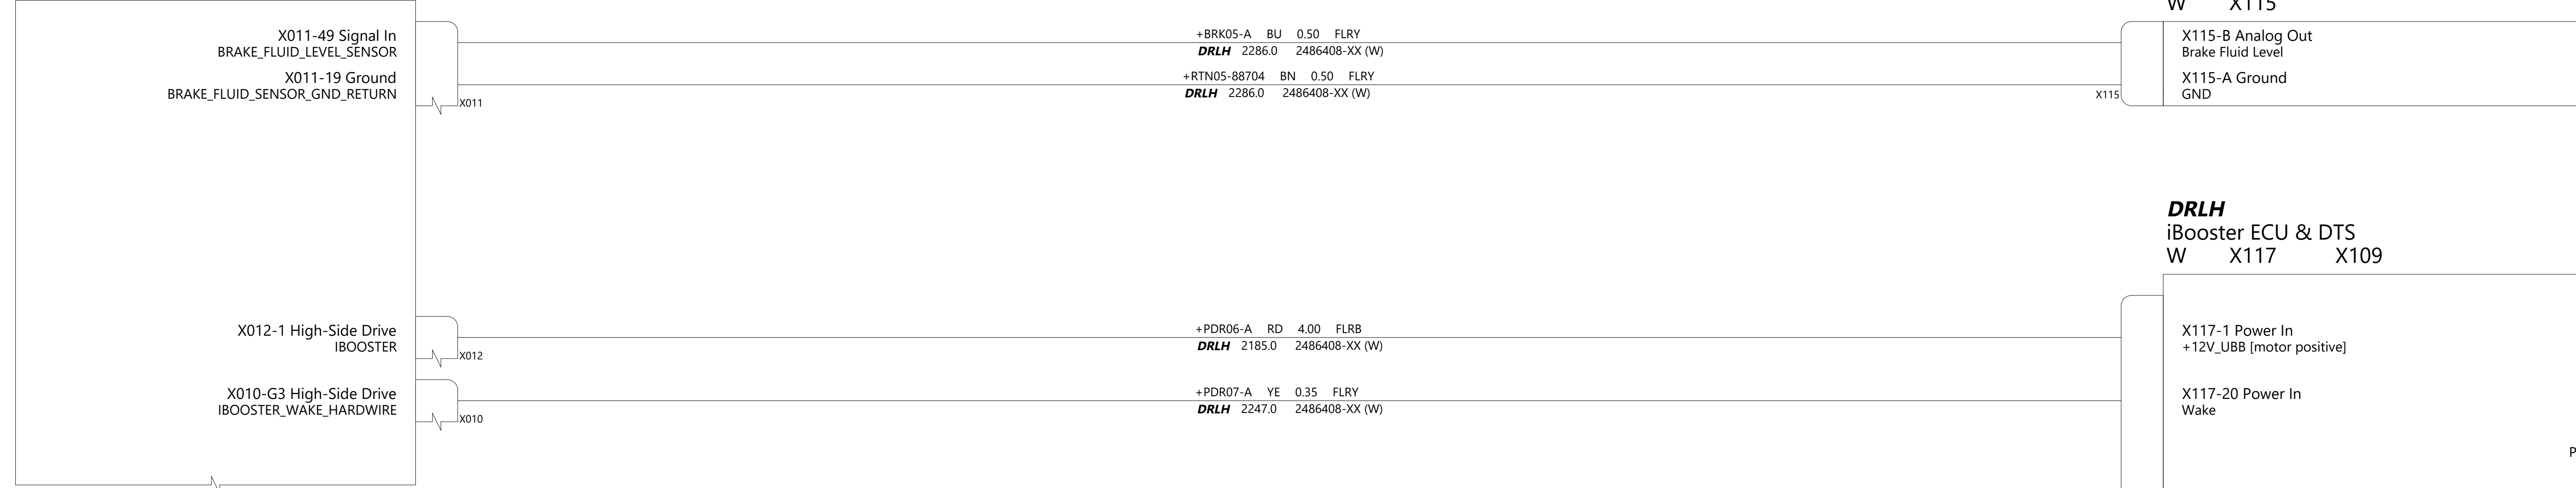 W X115
X011-49 Signal In
BRAKE_FLUID_LEVEL_SENSOR
+BRK05-A BU 0.50 FLRY
DRLH 2286.0 2486408-XX (W)
X115-B Analog Out
Brake Fluid Level
X011-19 Ground
BRAKE_FLUID_SENSOR_GND_RETURN
X011
+RTN05-88704 BN 0.50 FLRY
DRLH 2286.0 2486408-XX (W)
X115
X115-A Ground
GND
DRLH
iBooster ECU & DTS
W X117 X109
X012-1 High-Side Drive
IBOOSTER
X012
+PDR06-A RD 4.00 FLRB
DRLH 2185.0 2486408-XX (W)
X117-1 Power In
+12V_UBB [motor positive]
X010-G3 High-Side Drive
IBOOSTER_WAKE_HARDWIRE
X010
+PDR07-A YE 0.35 FLRY
DRLH 2247.0 2486408-XX (W)
X117-20 Power In
Wake